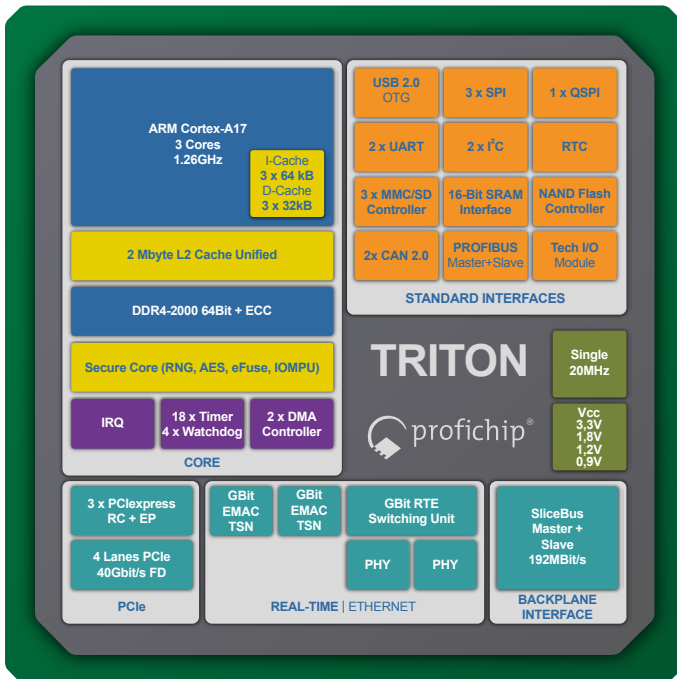 ARM Cortex-A17
3 Cores
1.26GHz
I-Cache
3 x 64 kB
D-Cache
3 x 32kB
2 Mbyte L2 Cache Unified
DDR4-2000 64Bit + ECC
Secure Core (RNG, AES, eFuse, IOMPU)
IRQ
18 x Timer
4 x Watchdog
2 x DMA
Controller
CORE
USB 2.0
OTG
3 x SPI
1 x QSPI
2 x UART
2 x I²C
RTC
3 x MMC/SD
Controller
16-Bit SRAM
Interface
NAND Flash
Controller
2x CAN 2.0
PROFIBUS
Master+Slave
Tech I/O
Module
STANDARD INTERFACES
TRITON
profichip®
Single
20MHz
Vcc
3,3V
1,8V
1,2V
0,9V
3 x PCIexpress
RC + EP
4 Lanes PCIe
40Gbit/s FD
PCIe
GBit
EMAC
TSN
GBit
EMAC
TSN
GBit RTE
Switching Unit
PHY
PHY
REAL-TIME | ETHERNET
SliceBus
Master +
Slave
192MBit/s
BACKPLANE
INTERFACE